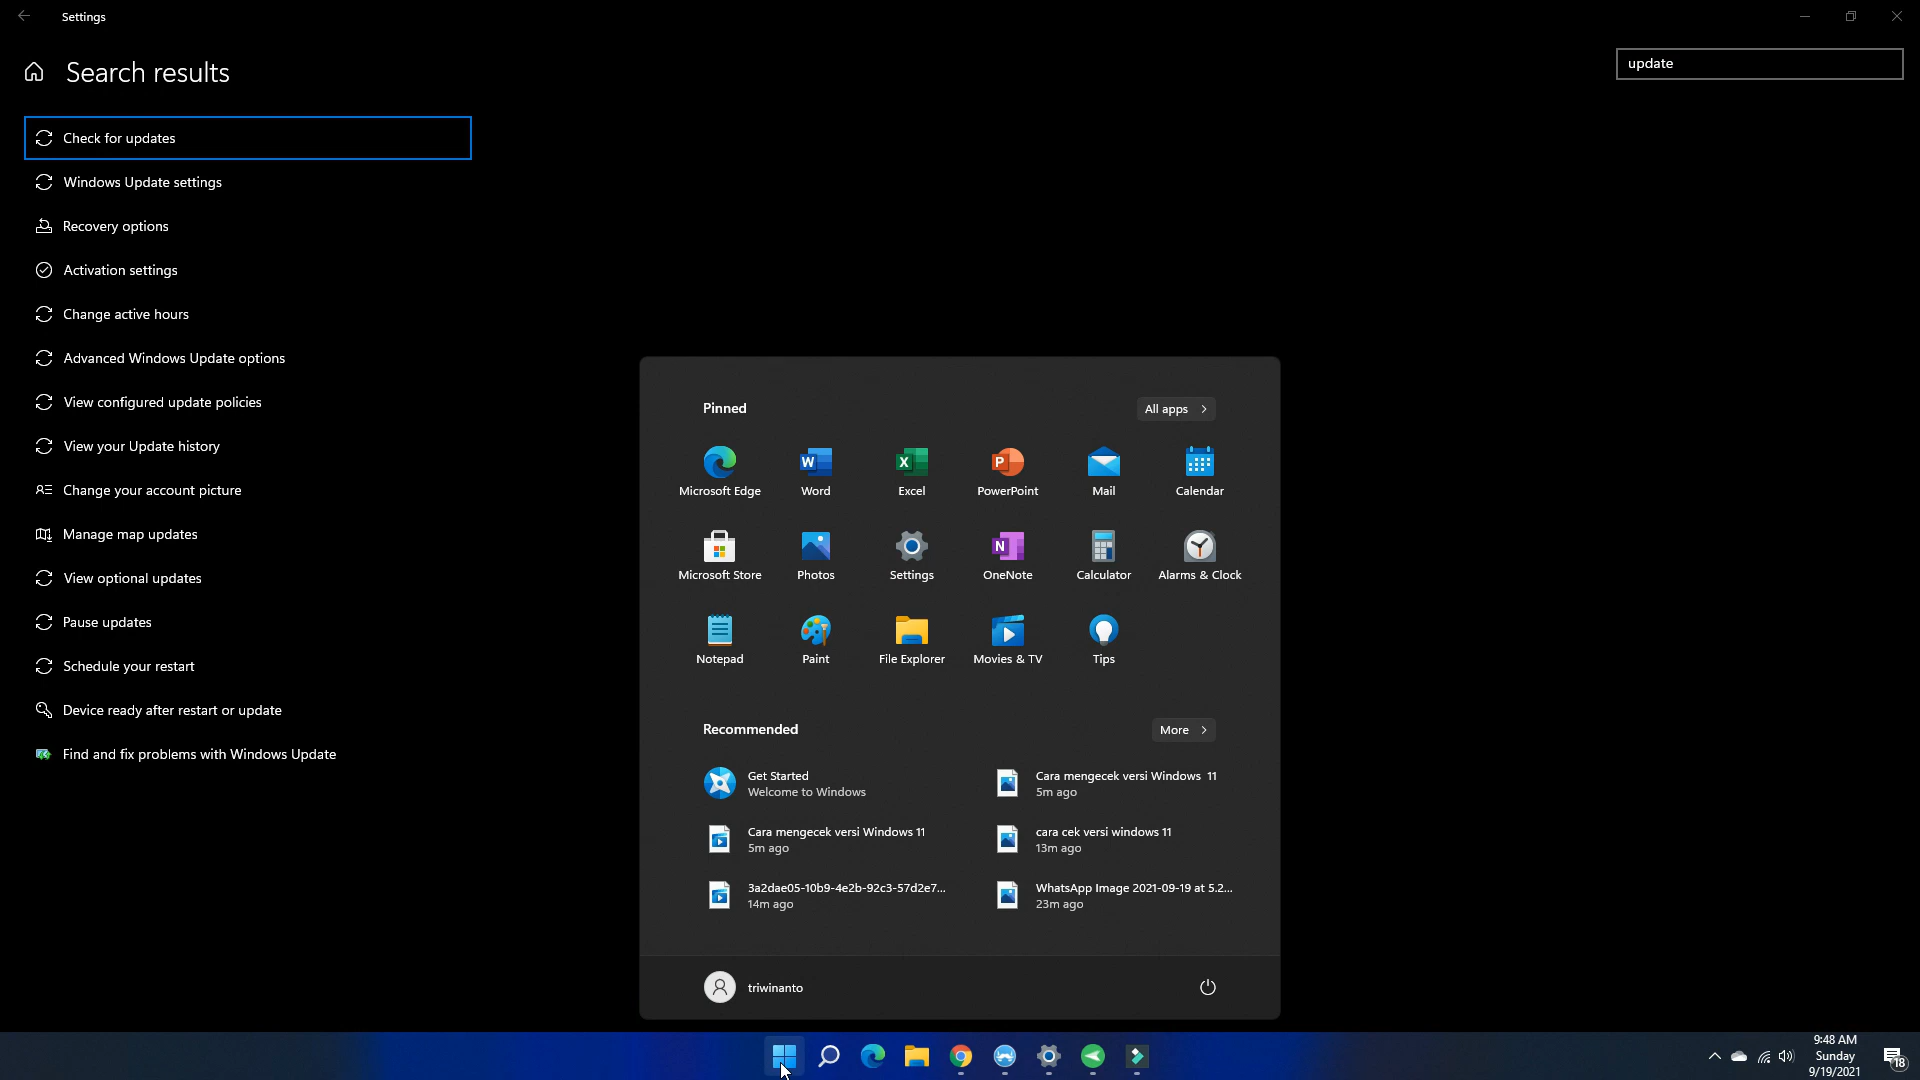 Settings
Search results
update
Check for updates
Windows Update settings
Recovery options
Activation settings
Change active hours
Advanced Windows Update options
View configured update policies
View your Update history
Change your account picture
Manage map updates
View optional updates
Pause updates
Schedule your restart
Device ready after restart or update
Find and fix problems with Windows Update
Pinned
All apps
Microsoft Edge
Word
Excel
PowerPoint
Mail
Calendar
Microsoft Store
Photos
Settings
OneNote
Calculator
Alarms & Clock
Notepad
Paint
File Explorer
Movies & TV
Tips
Recommended
More
Get Started
Welcome to Windows
Cara mengecek versi Windows 11
5m ago
Cara mengecek versi Windows 11
5m ago
cara cek versi windows 11
13m ago
3a2dae05-10b9-4e2b-92c3-57d2e7...
14m ago
WhatsApp Image 2021-09-19 at 5.2...
23m ago
triwinanto
9:48 AM
Sunday
9/19/2021
18